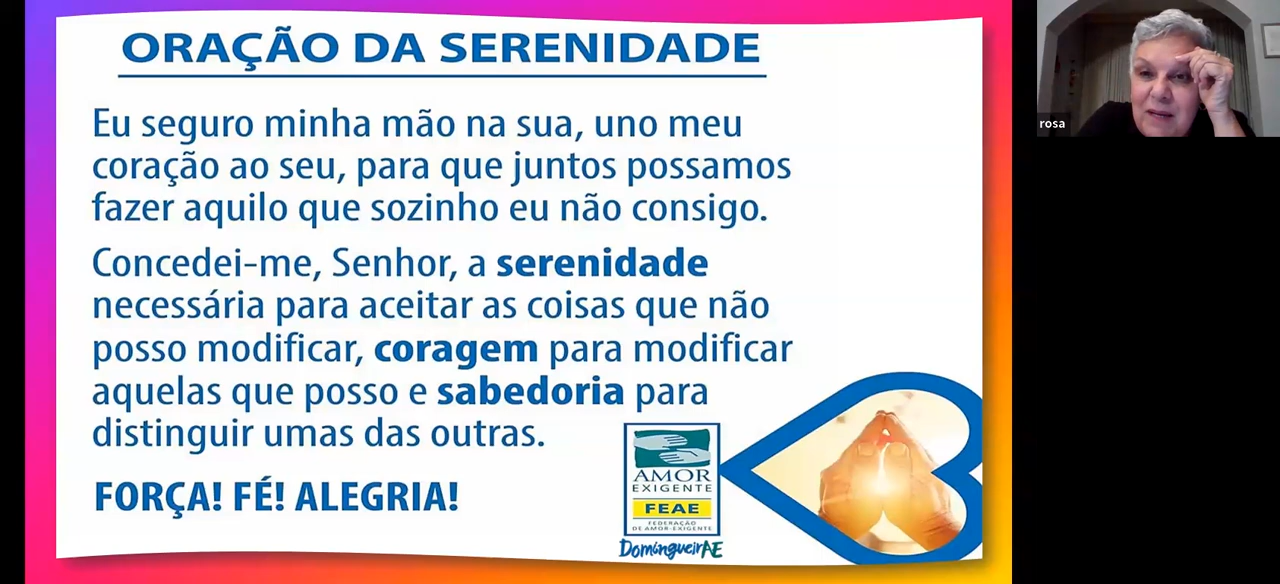 ORAÇÃO DA SERENIDADE
Eu seguro minha mão na sua, uno meu
coração ao seu, para que juntos possamos
fazer aquilo que sozinho eu não consigo.
Concedei-me, Senhor, a serenidade
necessária para aceitar as coisas que não
posso modificar, coragem para modificar
aquelas que posso e sabedoria para
distinguir umas das outras.
FORÇA! FÉ! ALEGRIA!
AMOR
EXIGENTE
FEAE
FEDERAÇÃO
DE AMOR-EXIGENTE
DomingueirAE
rosa